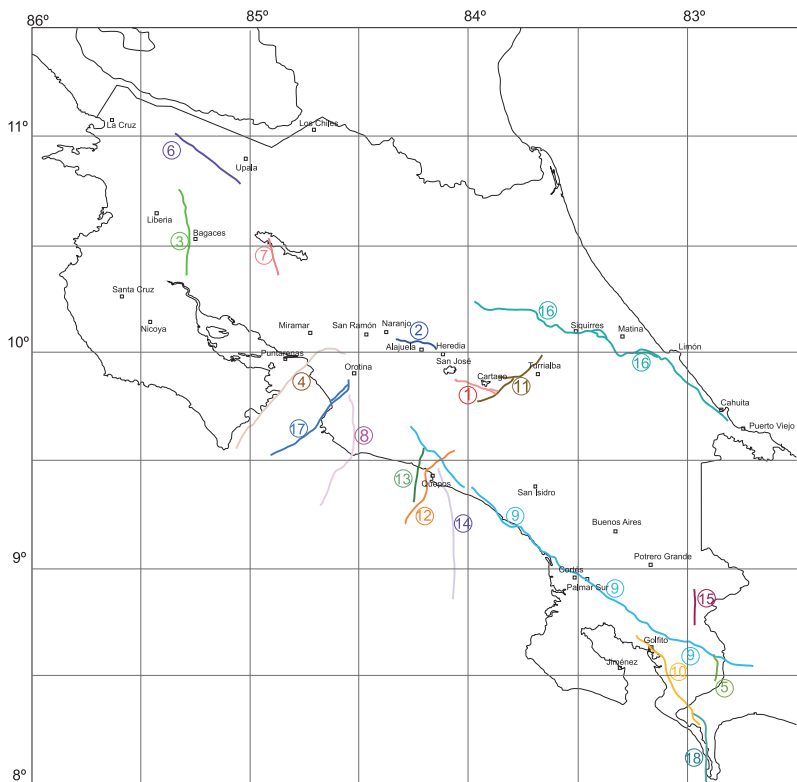 86º 85º 84º 83º
11º
10º
9º
8º
La Cruz
Los Chiles
6
Upala
Liberia
3
Bagaces
7
Santa Cruz
Nicoya
Miramar
San Ramón
Naranjo
2
Alajuela
Heredia
San José
16
Siquirres
Matina
Limón
16
Puntarenas
Orotina
4
Cartago
1
11
Turrialba
Cahuita
Puerto Viejo
17
8
13
Quepos
12
14
San Isidro
9
Buenos Aires
Potrero Grande
Cortés
Palmar Sur
9
15
Golfito
Jiménez
9
10
5
18